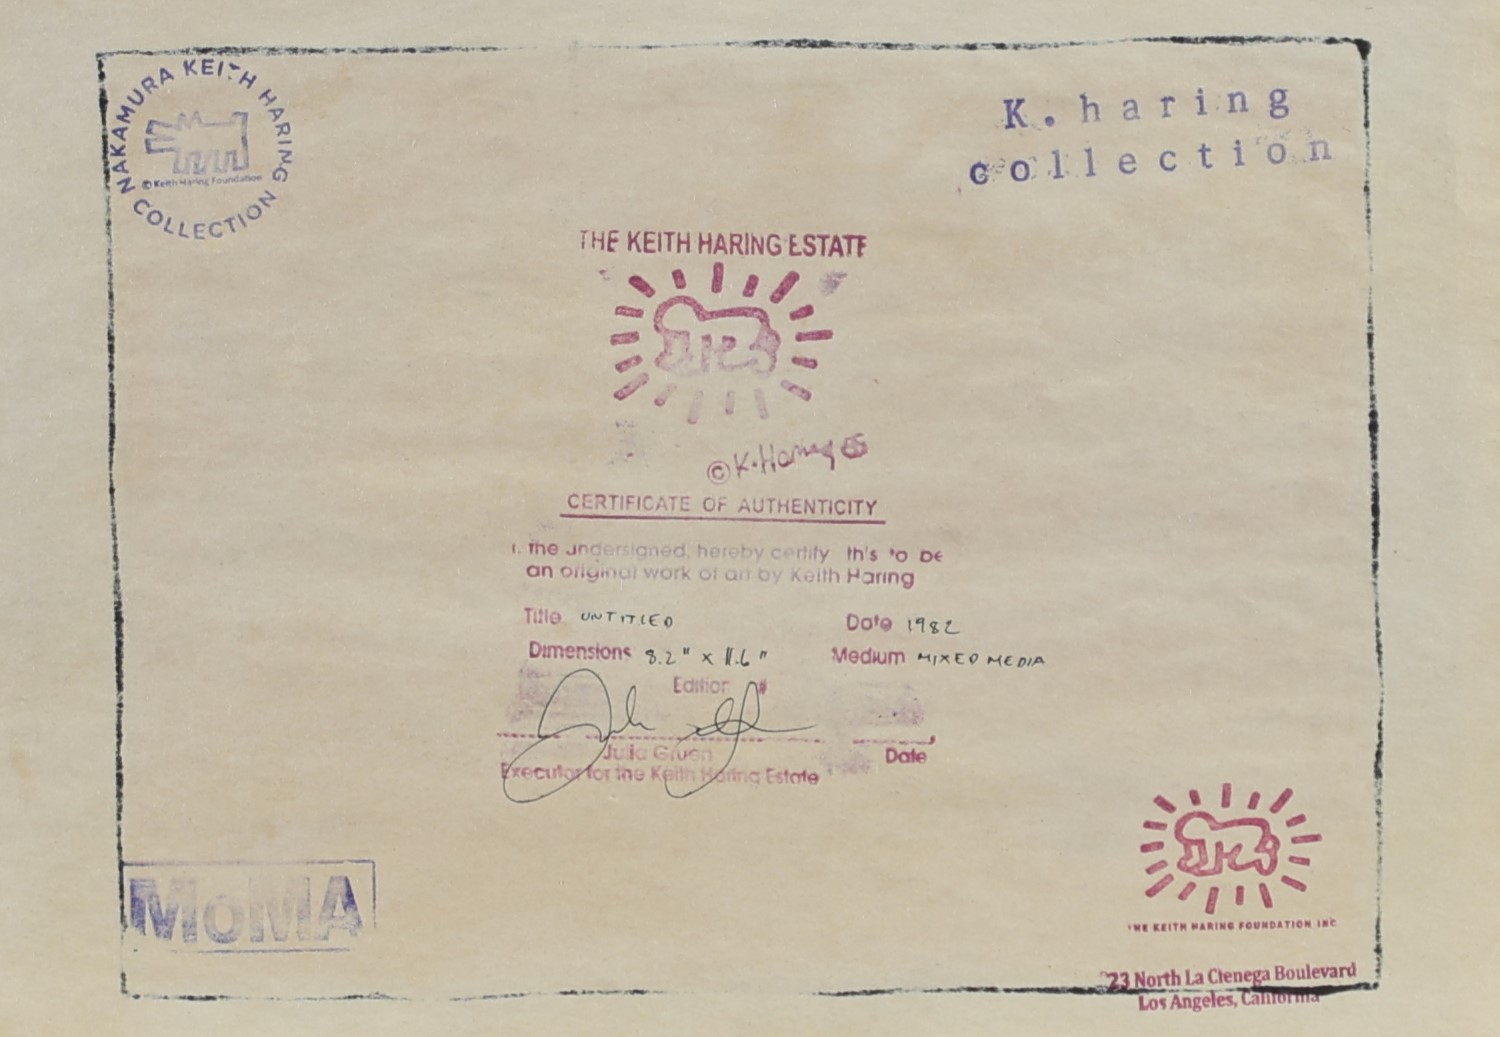 NAKAMURA KEITH HARING COLLECTION
© Keith Haring Foundation
K. haring
collection
THE KEITH HARING ESTATE
© K. Haring
CERTIFICATE OF AUTHENTICITY
I, the undersigned, hereby certify this to be
an original work of art by Keith Haring
Title UNTITLED Date 1982
Dimensions 8.2" x 11.6" Medium MIXED MEDIA
Edition #
Julia Gruen Date
Executor for the Keith Haring Estate
MoMA
THE KEITH HARING FOUNDATION INC
23 North La Cienega Boulevard
Los Angeles, California